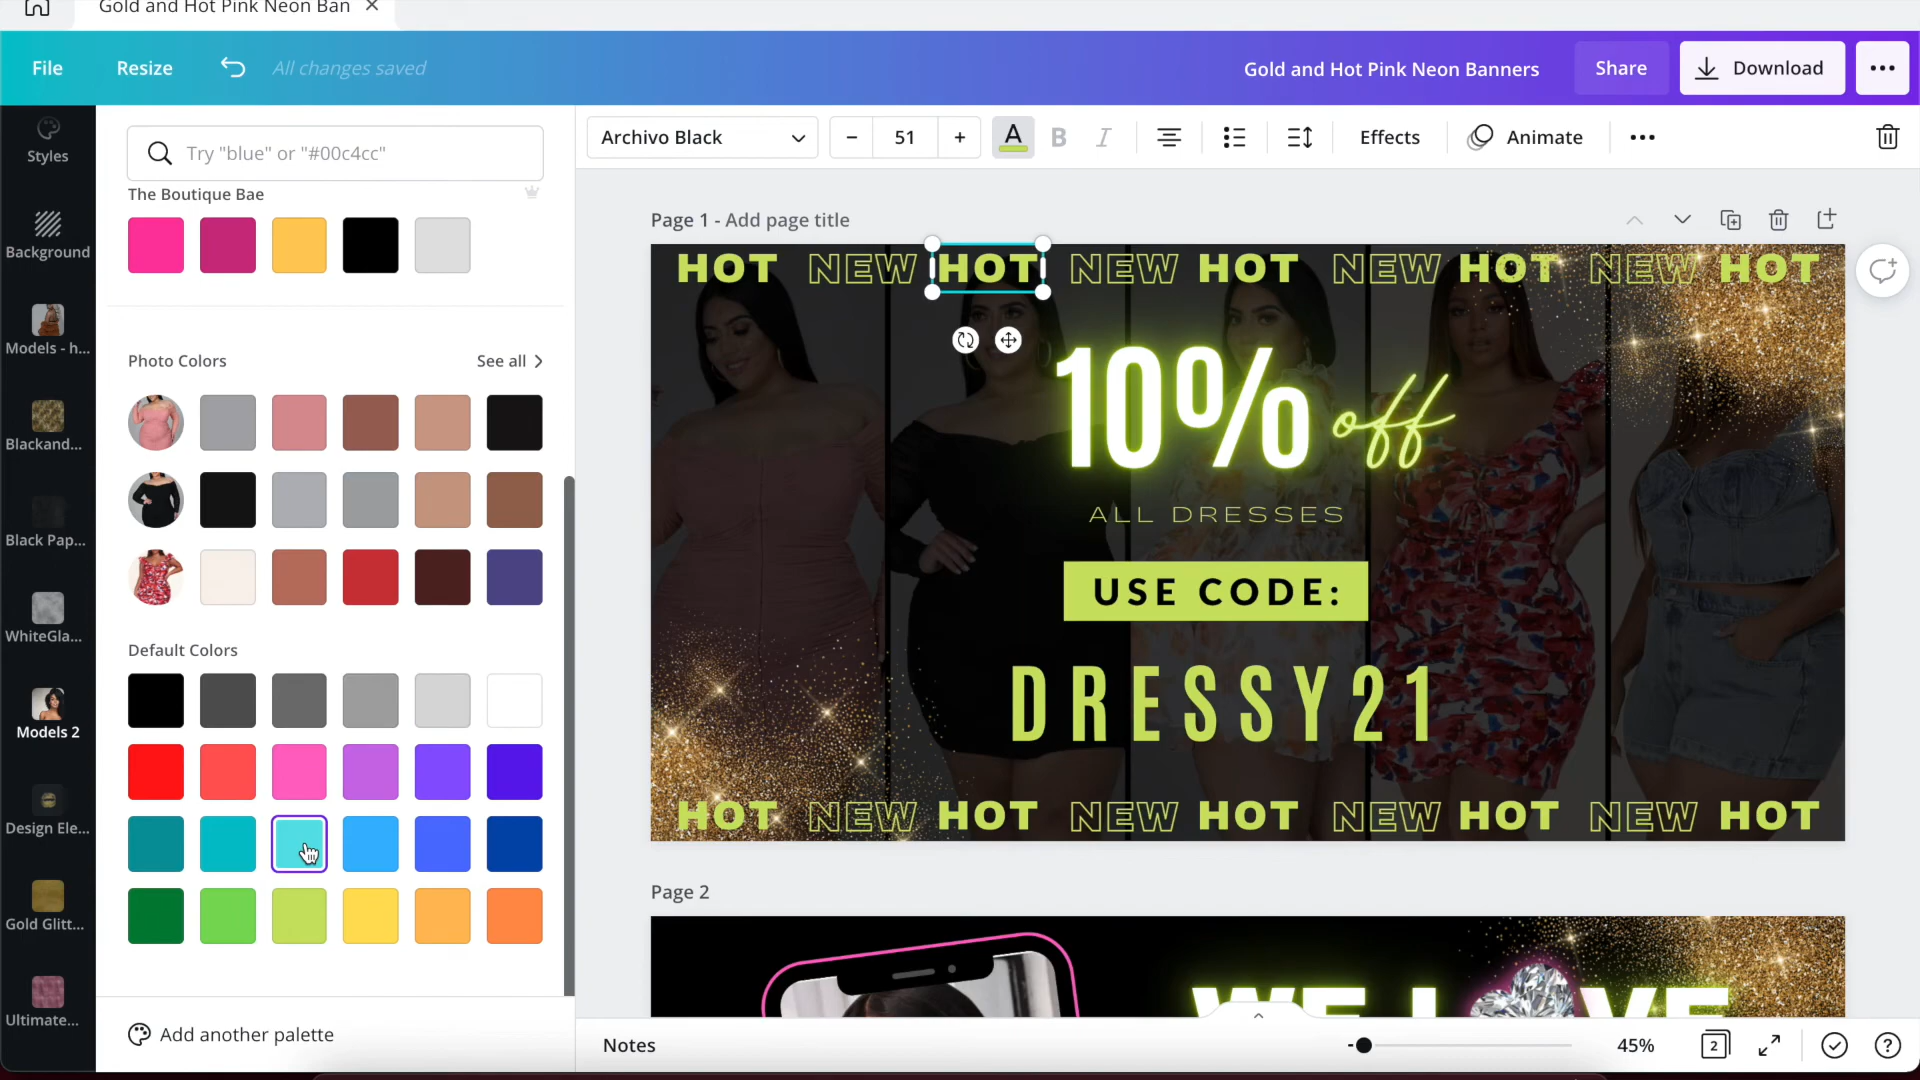 Gold and Hot Pink Neon Ban
File Resize All changes saved Gold and Hot Pink Neon Banners Share Download
Styles
Background
Models - h...
Blackand...
Black Pap...
WhiteGla...
Models 2
Design Ele...
Gold Glitt...
Ultimate...
Try "blue" or "#00c4cc"
The Boutique Bae
Photo Colors See all
Default Colors
Add another palette
Archivo Black 51 A B I Effects Animate
Page 1 - Add page title
HOT NEW HOT NEW HOT NEW HOT NEW HOT
10% off
ALL DRESSES
USE CODE:
DRESSY21
HOT NEW HOT NEW HOT NEW HOT NEW HOT
Page 2
WE L VE
Notes 45% 2 ?